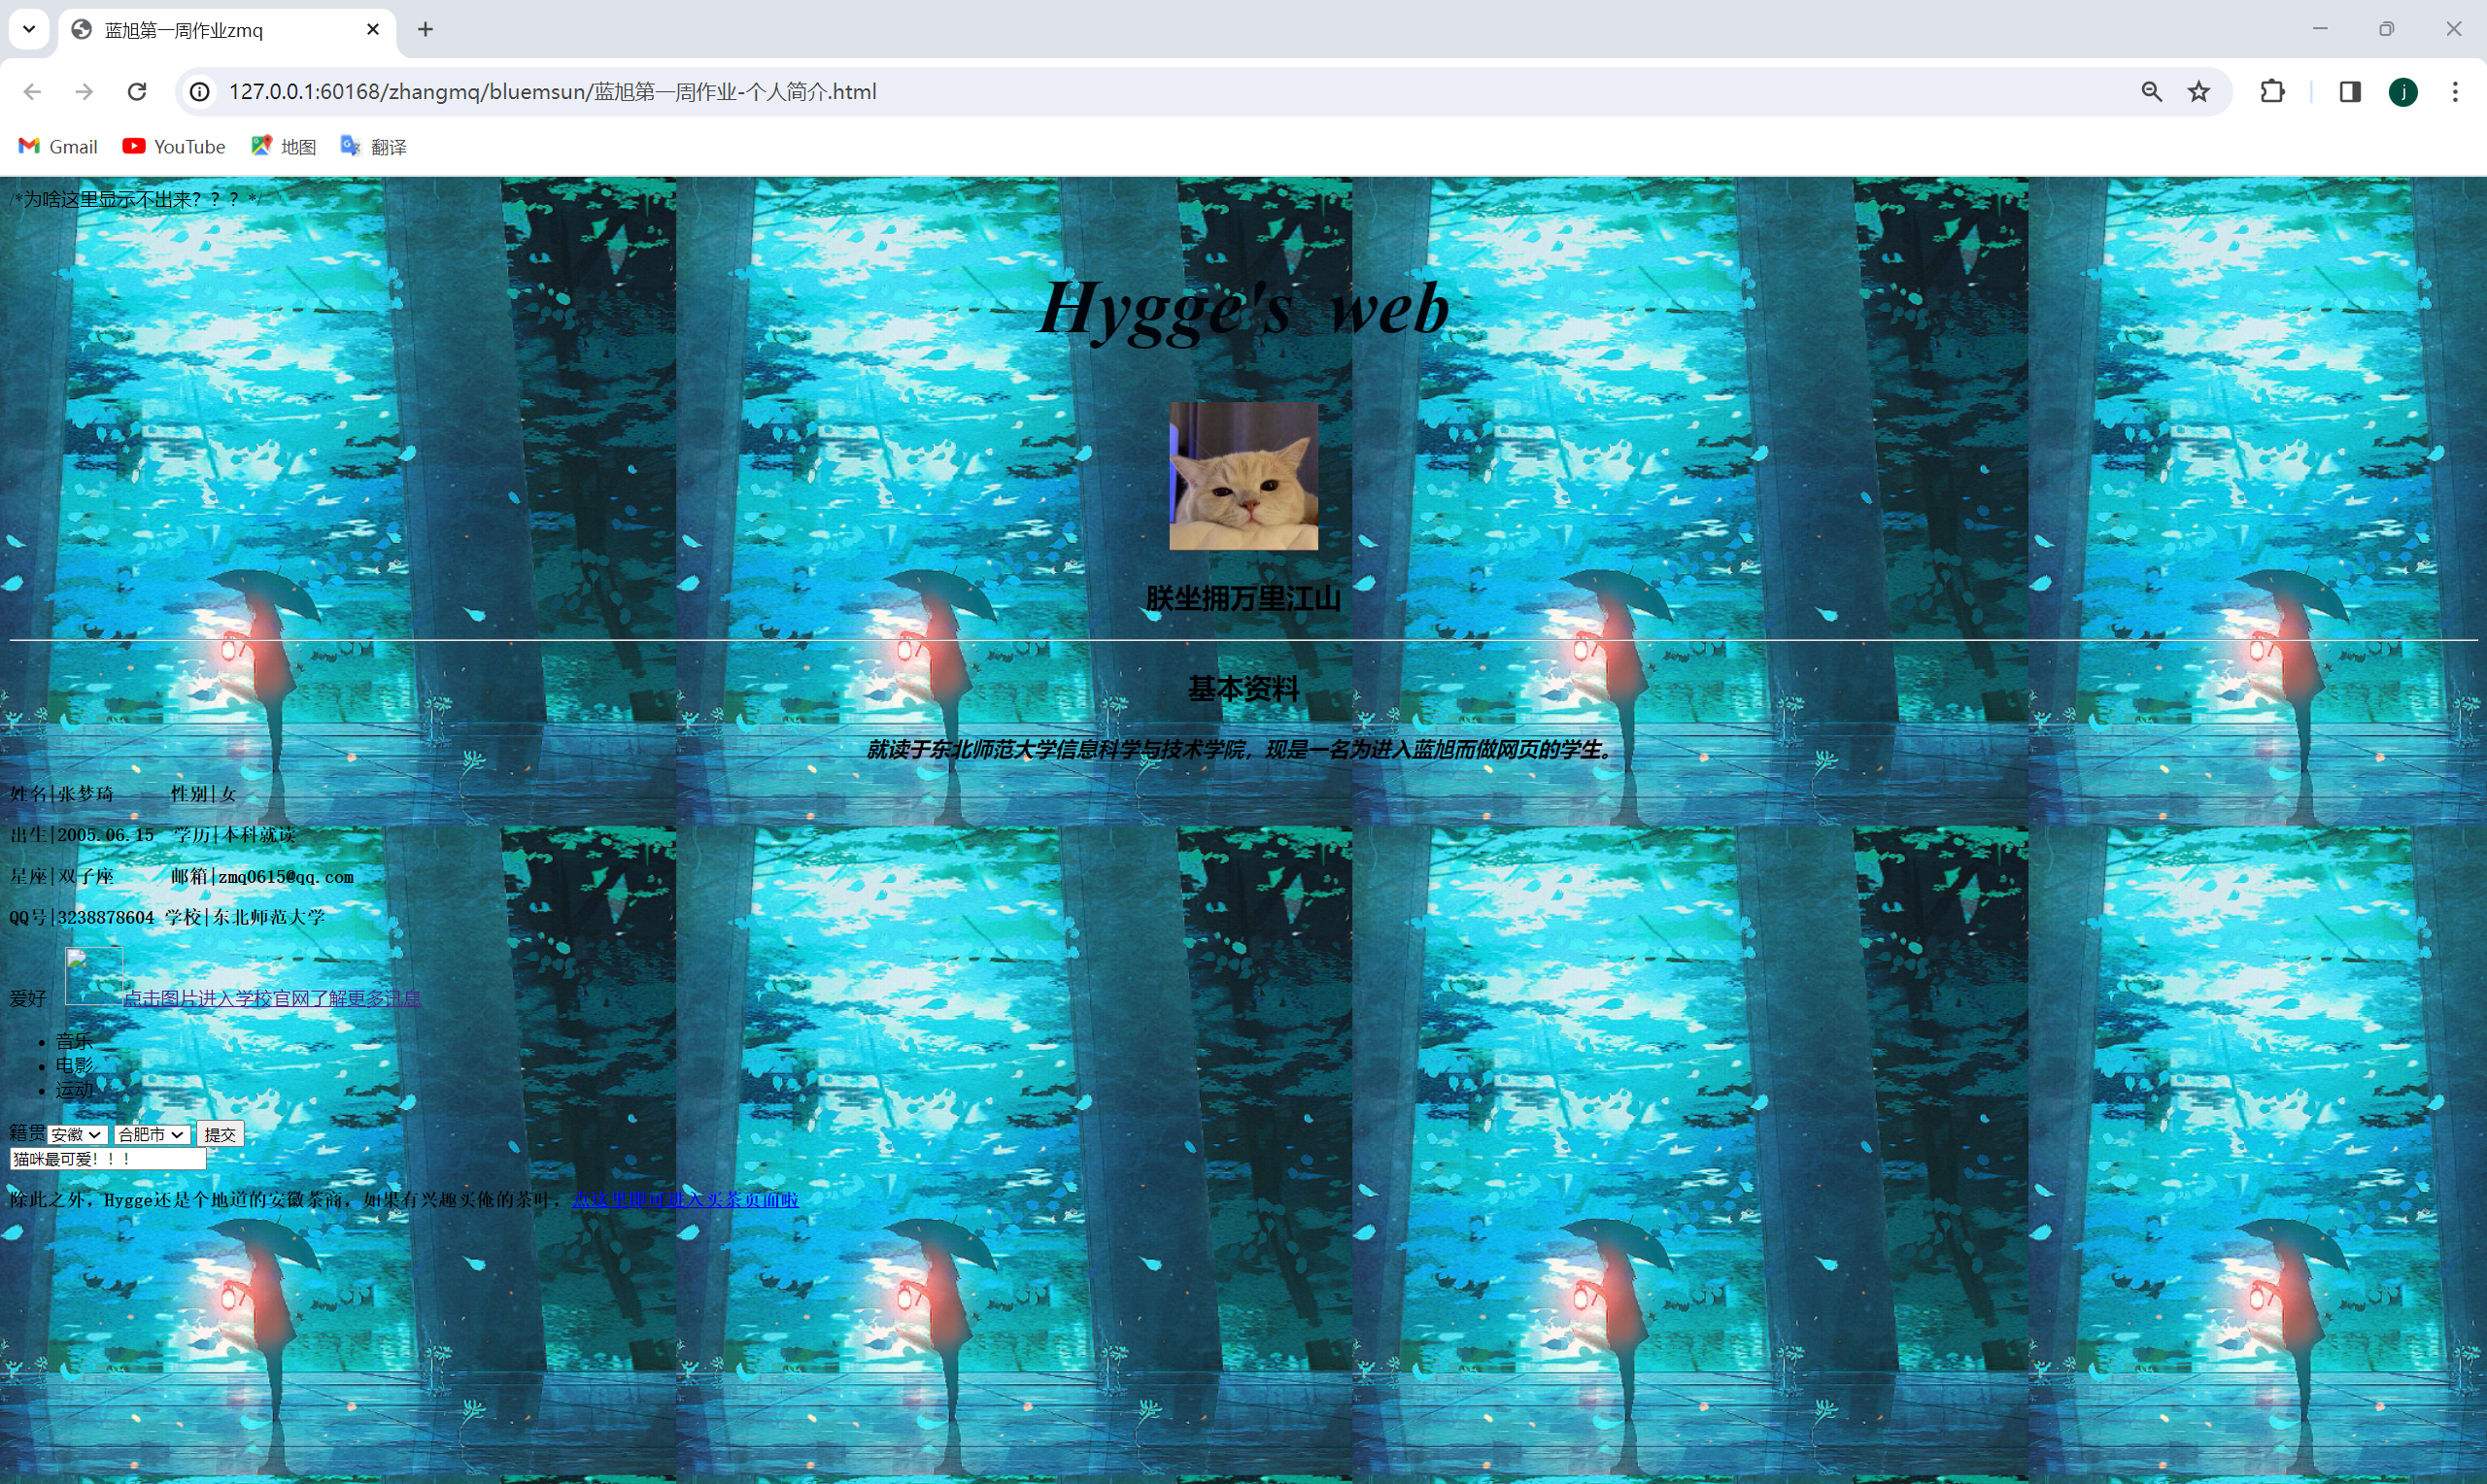 蓝旭第一周作业zmq
127.0.0.1:60168/zhangmq/bluemsun/蓝旭第一周作业-个人简介.html
j
Gmail YouTube 地图 翻译
/*为啥这里显示不出来？？？*/
Hygge's web
朕坐拥万里江山
基本资料
就读于东北师范大学信息科学与技术学院，现是一名为进入蓝旭而做网页的学生。
姓名|张梦琦 性别|女
出生|2005.06.15 学历|本科就读
星座|双子座 邮箱|zmq0615@qq.com
QQ号|3238878604 学校|东北师范大学
爱好 点击图片进入学校官网了解更多讯息
音乐
电影
运动
籍贯 安徽 合肥市 提交
猫咪最可爱！！！
除此之外，Hygge还是个地道的安徽茶商，如果有兴趣买俺的茶叶，点这里即可进入买茶页面啦